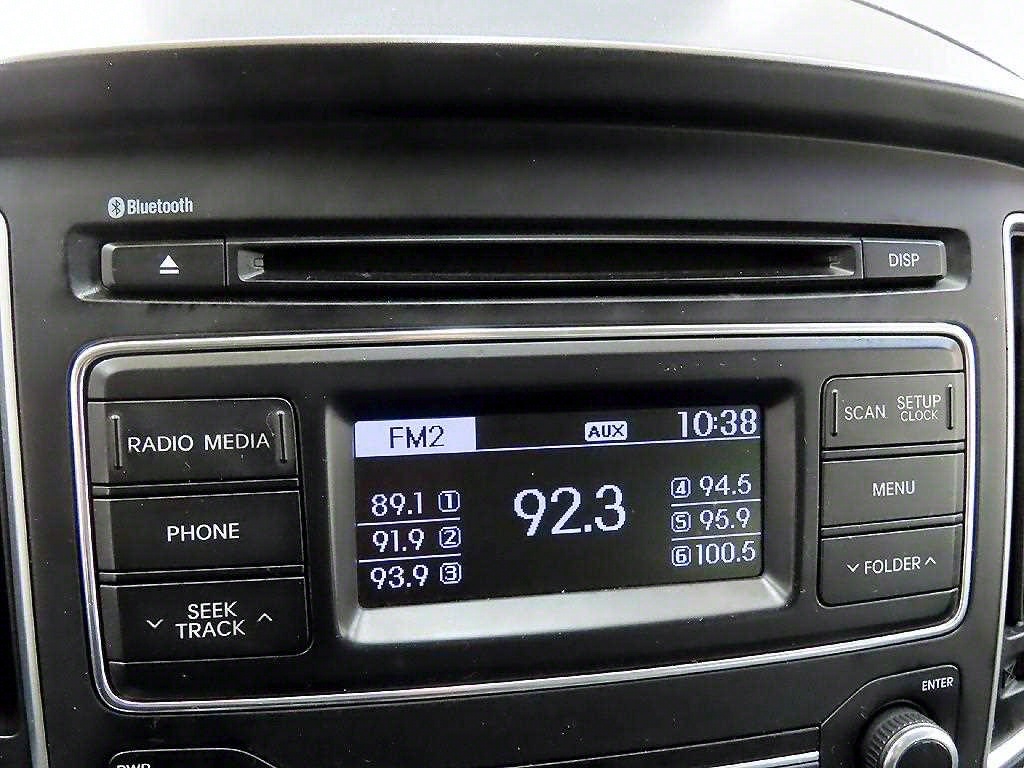 Bluetooth
DISP
RADIO MEDIA
PHONE
SEEK
TRACK
FM2 AUX 10:38
89.1 1
91.9 2
93.9 3
92.3
4 94.5
5 95.9
6 100.5
SCAN SETUP
CLOCK
MENU
FOLDER
ENTER
PWR